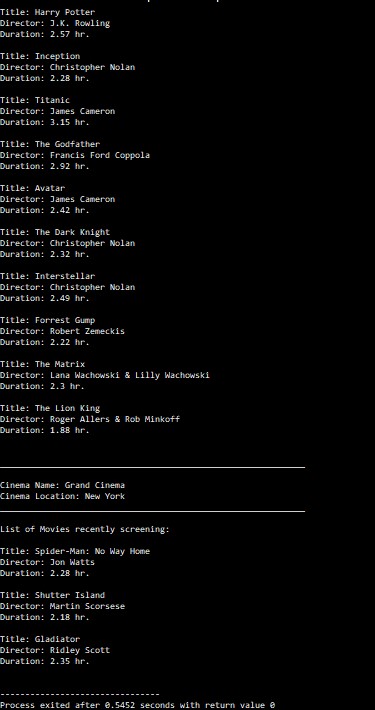 Title: Harry Potter
Director: J.K. Rowling
Duration: 2.57 hr.
Title: Inception
Director: Christopher Nolan
Duration: 2.28 hr.
Title: Titanic
Director: James Cameron
Duration: 3.15 hr.
Title: The Godfather
Director: Francis Ford Coppola
Duration: 2.92 hr.
Title: Avatar
Director: James Cameron
Duration: 2.42 hr.
Title: The Dark Knight
Director: Christopher Nolan
Duration: 2.32 hr.
Title: Interstellar
Director: Christopher Nolan
Duration: 2.49 hr.
Title: Forrest Gump
Director: Robert Zemeckis
Duration: 2.22 hr.
Title: The Matrix
Director: Lana Wachowski & Lilly Wachowski
Duration: 2.3 hr.
Title: The Lion King
Director: Roger Allers & Rob Minkoff
Duration: 1.88 hr.
Cinema Name: Grand Cinema
Cinema Location: New York
List of Movies recently screening:
Title: Spider-Man: No Way Home
Director: Jon Watts
Duration: 2.28 hr.
Title: Shutter Island
Director: Martin Scorsese
Duration: 2.18 hr.
Title: Gladiator
Director: Ridley Scott
Duration: 2.35 hr.
--------------------------------
Process exited after 0.5452 seconds with return value 0